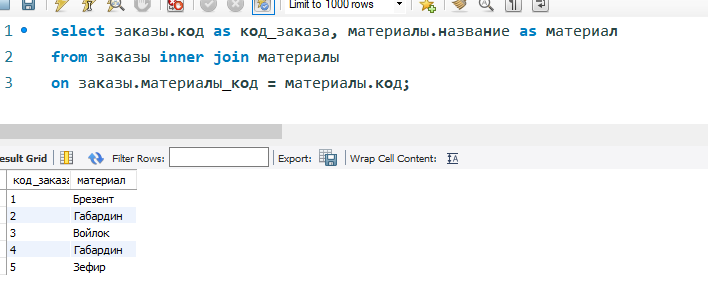 Limit to 1000 rows
1 select заказы.код as код_заказа, материалы.название as материал
2 from заказы inner join материалы
3 on заказы.материалы_код = материалы.код;
esult Grid Filter Rows: Export: Wrap Cell Content:
код_заказа материал
1 Брезент
2 Габардин
3 Войлок
4 Габардин
5 Зефир